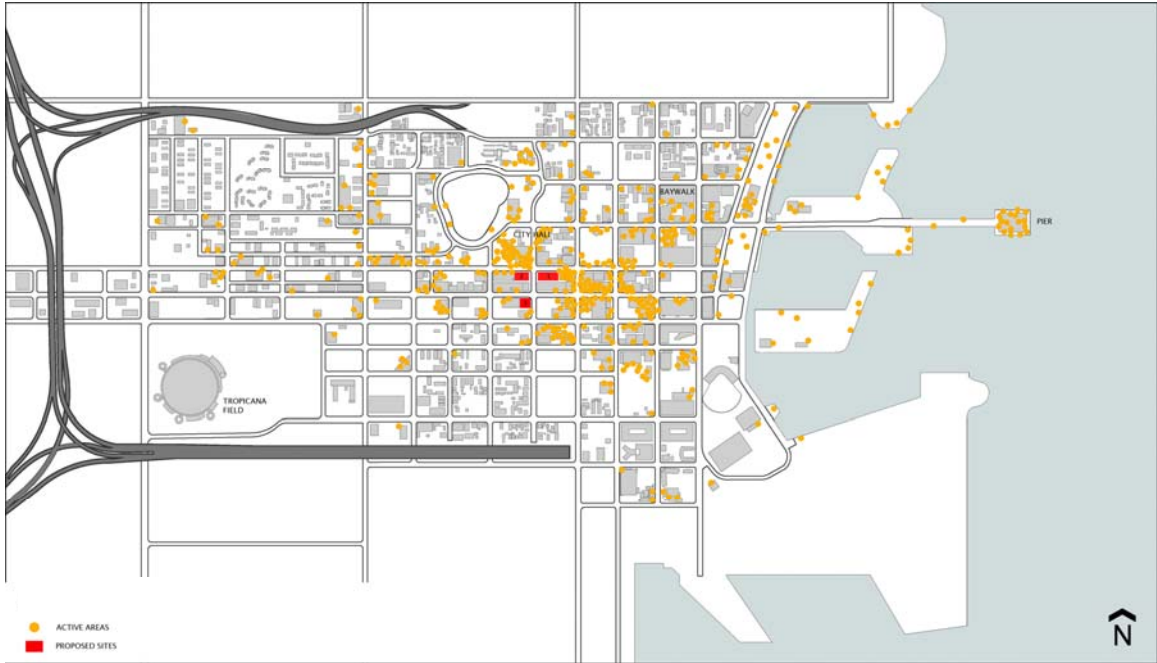 BAYWALK
PIER
CITY HALL
TROPICANA
FIELD
ACTIVE AREAS
PROPOSED SITES
N